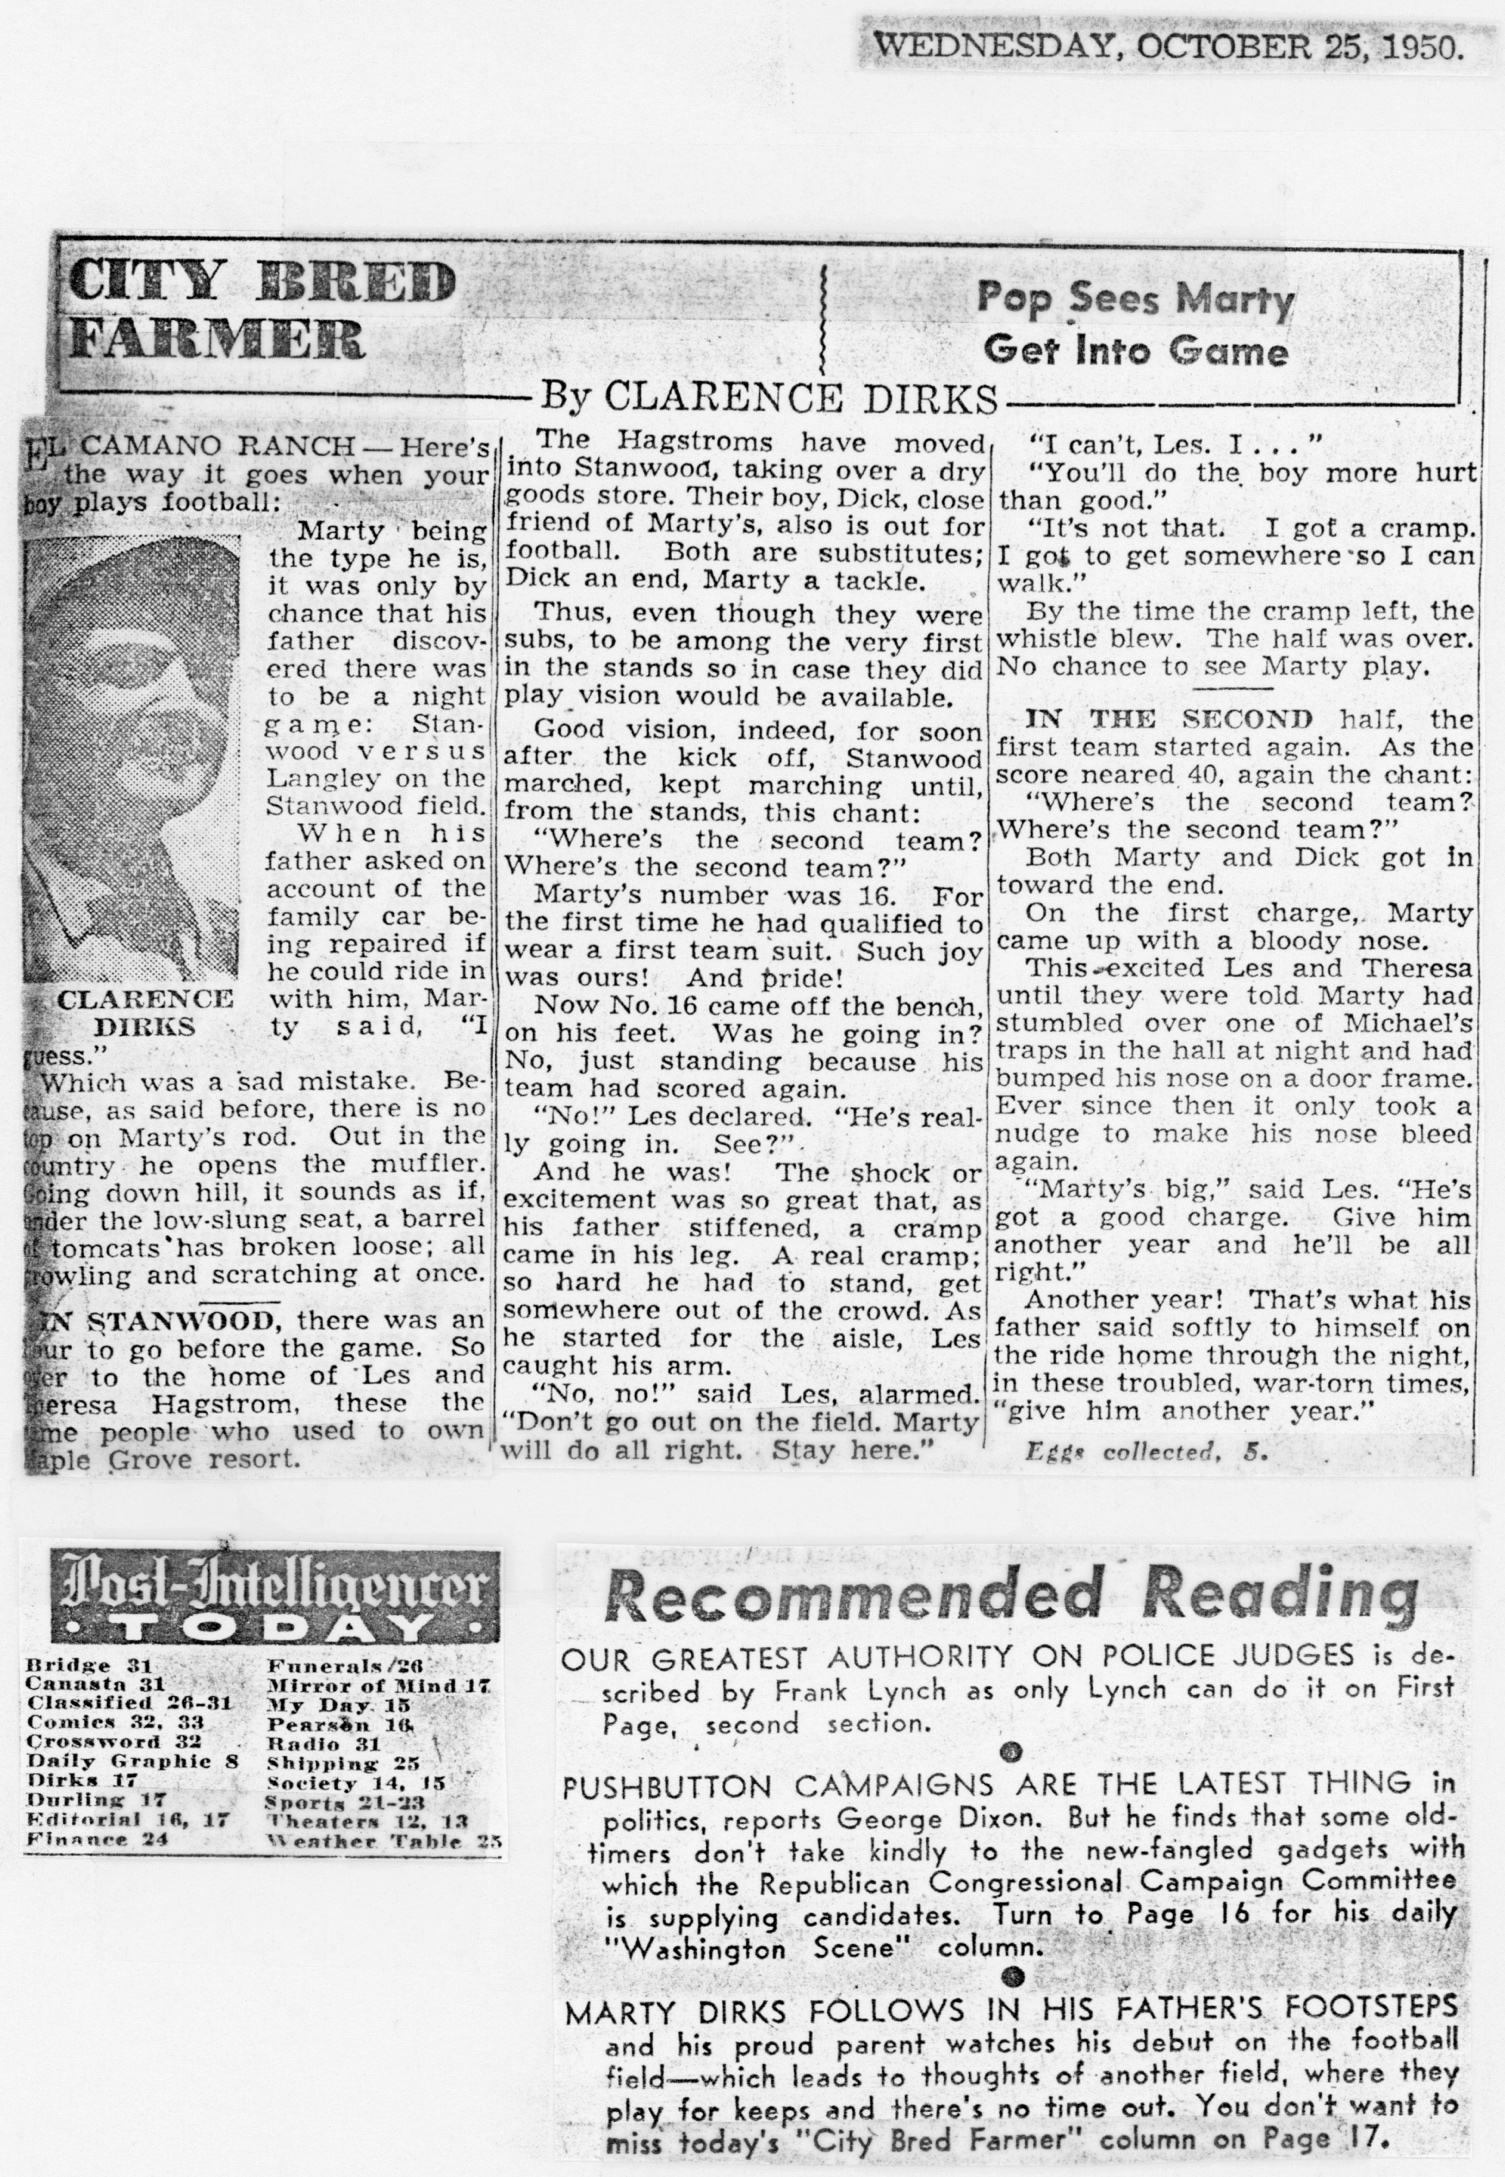 WEDNESDAY, OCTOBER 25, 1950.
CITY BRED
FARMER
Pop Sees Marty
Get Into Game
By CLARENCE DIRKS
EL CAMANO RANCH — Here's
the way it goes when your
boy plays football:
Marty being
the type he is,
it was only by
chance that his
father discov-
ered there was
to be a night
game: Stan-
wood versus
Langley on the
Stanwood field.
When his
father asked on
account of the
family car be-
ing repaired if
he could ride in
with him, Mar-
ty said, "I
CLARENCE
DIRKS
guess."
Which was a sad mistake. Be-
cause, as said before, there is no
top on Marty's rod. Out in the
country he opens the muffler.
Going down hill, it sounds as if,
under the low-slung seat, a barrel
of tomcats has broken loose; all
growling and scratching at once.
IN STANWOOD, there was an
hour to go before the game. So
over to the home of Les and
Theresa Hagstrom, these the
same people who used to own
Maple Grove resort.
The Hagstroms have moved
into Stanwood, taking over a dry
goods store. Their boy, Dick, close
friend of Marty's, also is out for
football. Both are substitutes;
Dick an end, Marty a tackle.
Thus, even though they were
subs, to be among the very first
in the stands so in case they did
play vision would be available.
Good vision, indeed, for soon
after the kick off, Stanwood
marched, kept marching until,
from the stands, this chant:
"Where's the second team?
Where's the second team?"
Marty's number was 16. For
the first time he had qualified to
wear a first team suit. Such joy
was ours! And pride!
Now No. 16 came off the bench,
on his feet. Was he going in?
No, just standing because his
team had scored again.
"No!" Les declared. "He's real-
ly going in. See?"
And he was! The shock or
excitement was so great that, as
his father stiffened, a cramp
came in his leg. A real cramp;
so hard he had to stand, get
somewhere out of the crowd. As
he started for the aisle, Les
caught his arm.
"No, no!" said Les, alarmed.
"Don't go out on the field. Marty
will do all right. Stay here."
"I can't, Les. I . . ."
"You'll do the boy more hurt
than good."
"It's not that. I got a cramp.
I got to get somewhere so I can
walk."
By the time the cramp left, the
whistle blew. The half was over.
No chance to see Marty play.
IN THE SECOND half, the
first team started again. As the
score neared 40, again the chant:
"Where's the second team?
Where's the second team?"
Both Marty and Dick got in
toward the end.
On the first charge, Marty
came up with a bloody nose.
This excited Les and Theresa
until they were told Marty had
stumbled over one of Michael's
traps in the hall at night and had
bumped his nose on a door frame.
Ever since then it only took a
nudge to make his nose bleed
again.
"Marty's big," said Les. "He's
got a good charge. Give him
another year and he'll be all
right."
Another year! That's what his
father said softly to himself on
the ride home through the night,
in these troubled, war-torn times,
"give him another year."
Eggs collected, 5.
Post-Intelligencer
· TODAY ·
Bridge 31
Canasta 31
Classified 26-31
Comics 32, 33
Crossword 32
Daily Graphic 8
Dirks 17
Durling 17
Editorial 16, 17
Finance 24
Funerals 26
Mirror of Mind 17
My Day 15
Pearson 16
Radio 31
Shipping 25
Society 14, 15
Sports 21-23
Theaters 12, 13
Weather Table 25
Recommended Reading
OUR GREATEST AUTHORITY ON POLICE JUDGES is de-
scribed by Frank Lynch as only Lynch can do it on First
Page, second section.
PUSHBUTTON CAMPAIGNS ARE THE LATEST THING in
politics, reports George Dixon. But he finds that some old-
timers don't take kindly to the new-fangled gadgets with
which the Republican Congressional Campaign Committee
is supplying candidates. Turn to Page 16 for his daily
"Washington Scene" column.
MARTY DIRKS FOLLOWS IN HIS FATHER'S FOOTSTEPS
and his proud parent watches his debut on the football
field—which leads to thoughts of another field, where they
play for keeps and there's no time out. You don't want to
miss today's "City Bred Farmer" column on Page 17.